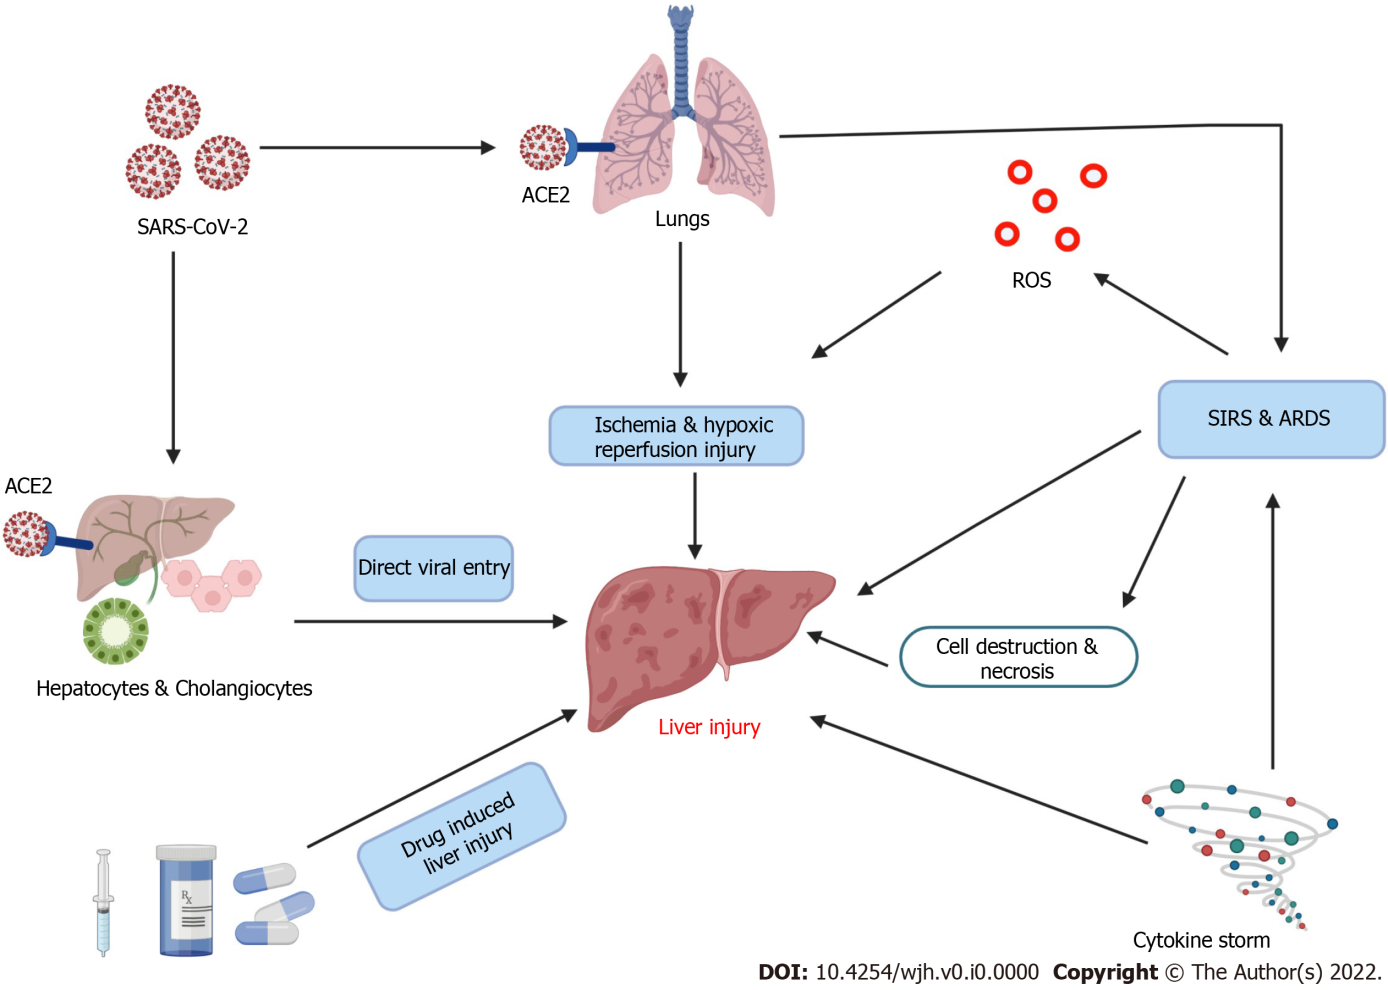 ACE2
Lungs
SARS-CoV-2
ROS
Ischemia & hypoxic
reperfusion injury
SIRS & ARDS
ACE2
Direct viral entry
Cell destruction &
necrosis
Hepatocytes & Cholangiocytes
Liver injury
Drug induced
liver injury
Rx
Cytokine storm
DOI: 10.4254/wjh.v0.i0.0000 Copyright © The Author(s) 2022.